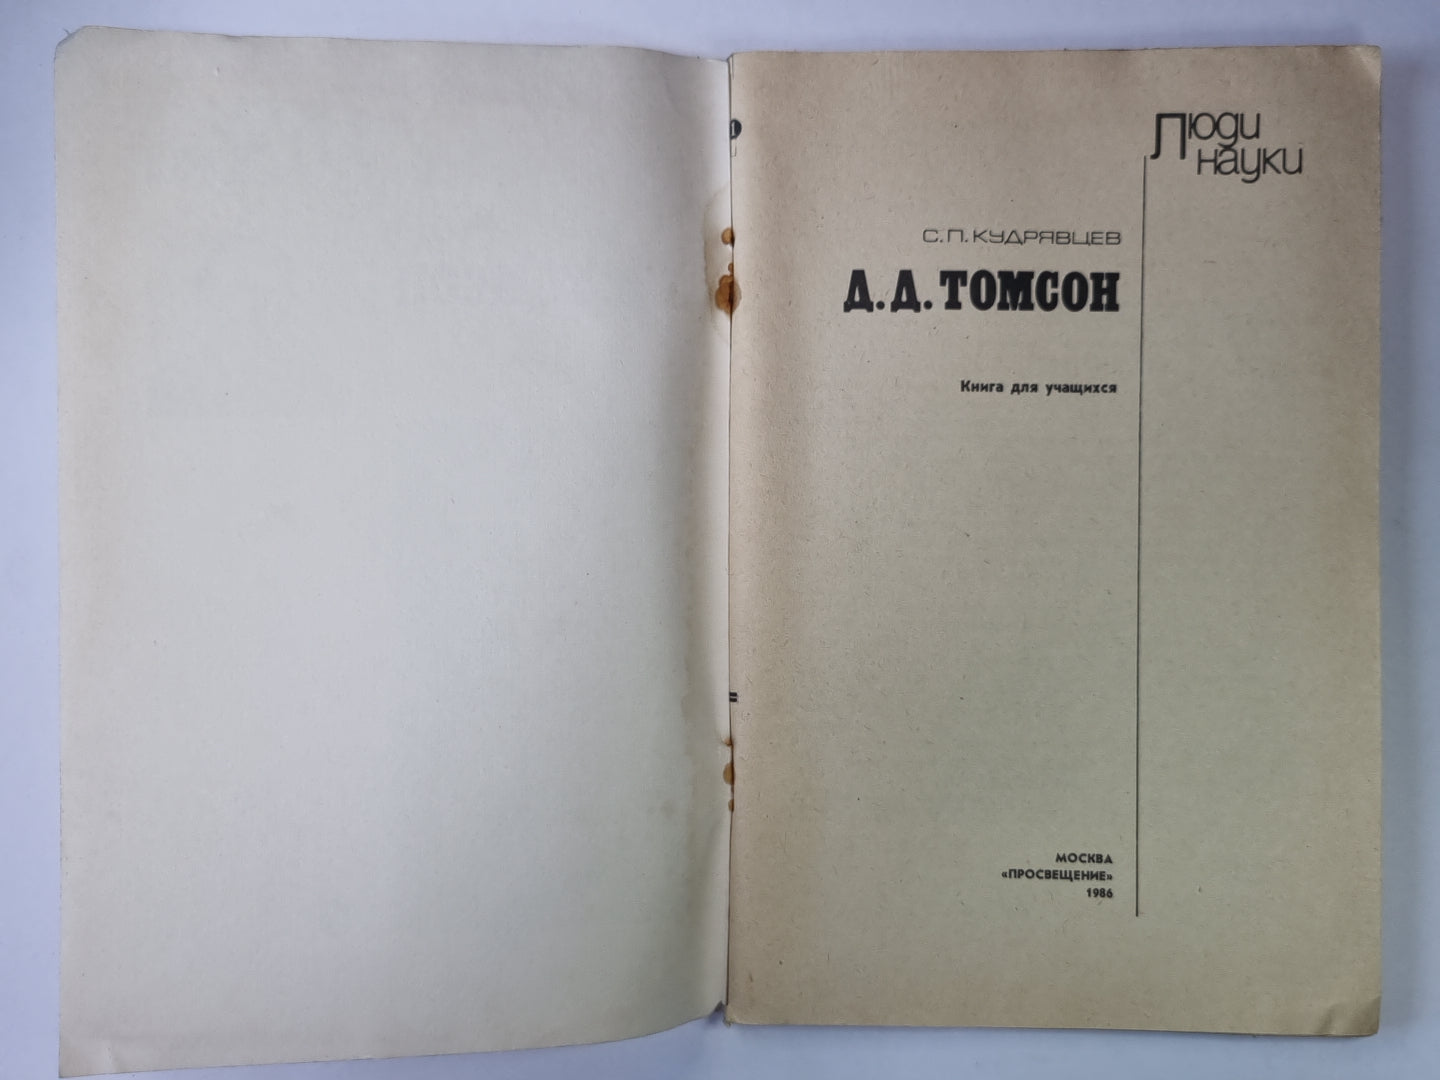 Люди
науки
С. П. КУДРЯВЦЕВ
Д. Д. ТОМСОН
Книга для учащихся
МОСКВА
«ПРОСВЕЩЕНИЕ»
1986